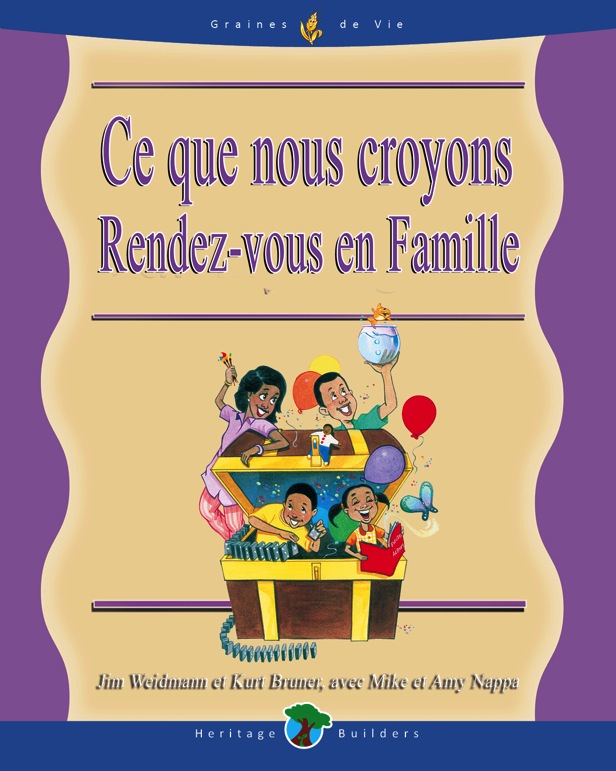 Graines de Vie
Ce que nous croyons
Rendez-vous en Famille
Jim Weidmann et Kurt Bruner, avec Mike et Amy Nappa
Heritage Builders